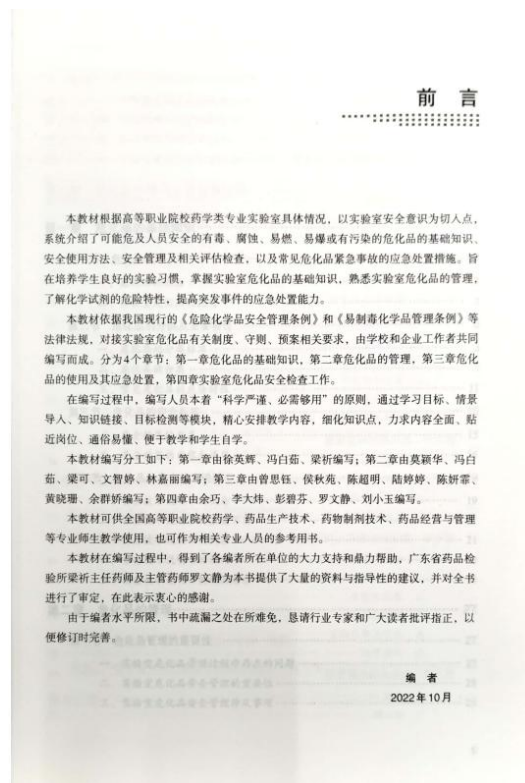 前 言
本教材根据高等职业院校药学类专业实验室具体情况，以实验室安全意识为切入点，
系统介绍了可能危及人员安全的有毒、腐蚀、易燃、易爆或有污染的危化品的基础知识、
安全使用方法、安全管理及相关评估检查，以及常见危化品紧急事故的应急处置措施。旨
在培养学生良好的实验习惯，掌握实验室危化品的基础知识，熟悉实验室危化品的管理，
了解化学试剂的危险特性，提高突发事件的应急处置能力。
本教材依据我国现行的《危险化学品安全管理条例》和《易制毒化学品管理条例》等
法律法规，对接实验室危化品有关制度、守则、预案相关要求，由学校和企业工作者共同
编写而成。分为4个章节：第一章危化品的基础知识，第二章危化品的管理，第三章危化
品的使用及其应急处置，第四章实验室危化品安全检查工作。
在编写过程中，编写人员本着“科学严谨、必需够用”的原则，通过学习目标、情景
导入、知识链接、目标检测等模块，精心安排教学内容，细化知识点，力求内容全面、贴
近岗位、通俗易懂、便于教学和学生自学。
本教材编写分工如下：第一章由徐英辉、冯白茹、梁祈编写；第二章由莫颖华、冯白
茹、梁可、文智婷、林嘉丽编写；第三章由曾思钰、侯秋苑、陈超明、陆婷婷、陈妍霏、
黄晓珊、余群娇编写；第四章由余巧、李大炜、彭碧芬、罗文静、刘小玉编写。
本教材可供全国高等职业院校药学、药品生产技术、药物制剂技术、药品经营与管理
等专业师生教学使用，也可作为相关专业人员的参考用书。
本教材在编写过程中，得到了各编者所在单位的大力支持和鼎力帮助，广东省药品检
验所梁祈主任药师及主管药师罗文静为本书提供了大量的资料与指导性的建议，并对全书
进行了审定，在此表示衷心的感谢。
由于编者水平所限，书中疏漏之处在所难免，恳请行业专家和广大读者批评指正，以
便修订时完善。
编 者
2022年10月